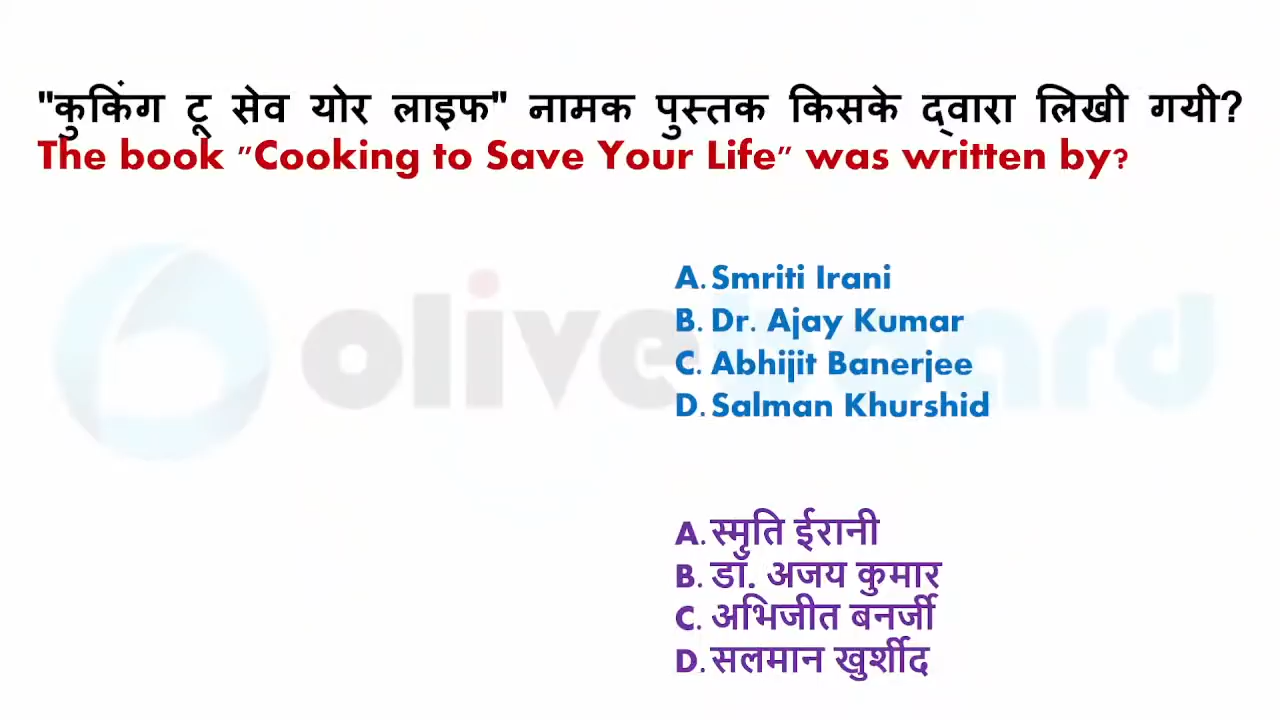 "कुकिंग टू सेव योर लाइफ" नामक पुस्तक किसके द्वारा लिखी गयी?
The book "Cooking to Save Your Life" was written by?
oliveboard
A. Smriti Irani
B. Dr. Ajay Kumar
C. Abhijit Banerjee
D. Salman Khurshid
A. स्मृति ईरानी
B. डॉ. अजय कुमार
C. अभिजीत बनर्जी
D. सलमान खुर्शीद